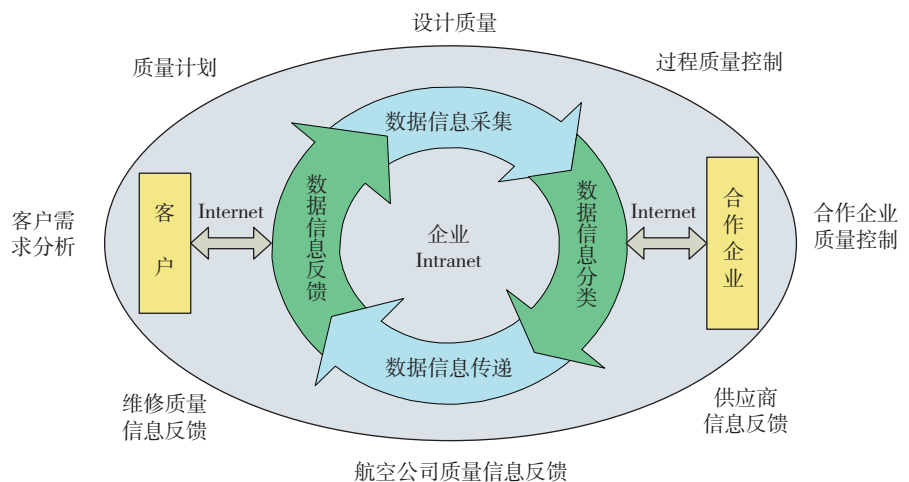 设计质量
质量计划
过程质量控制
数据信息采集
客户
Internet
数据信息反馈
企业
Intranet
数据信息分类
Internet
合作企业
客户需
求分析
合作企业
质量控制
数据信息传递
维修质量
信息反馈
供应商
信息反馈
航空公司质量信息反馈